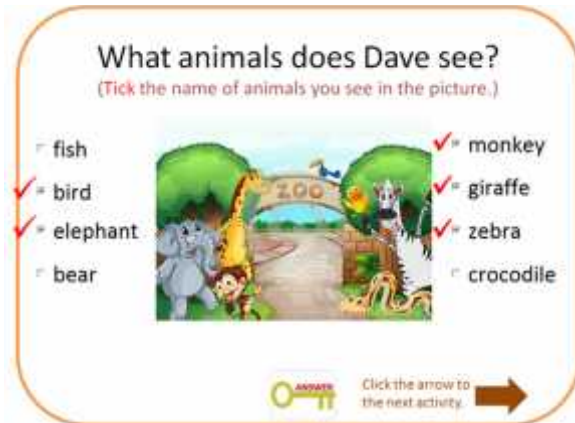 What animals does Dave see?
(Tick the name of animals you see in the picture.)
fish
bird
elephant
bear
ZOO
monkey
giraffe
zebra
crocodile
ANSWER
Click the arrow to
the next activity.